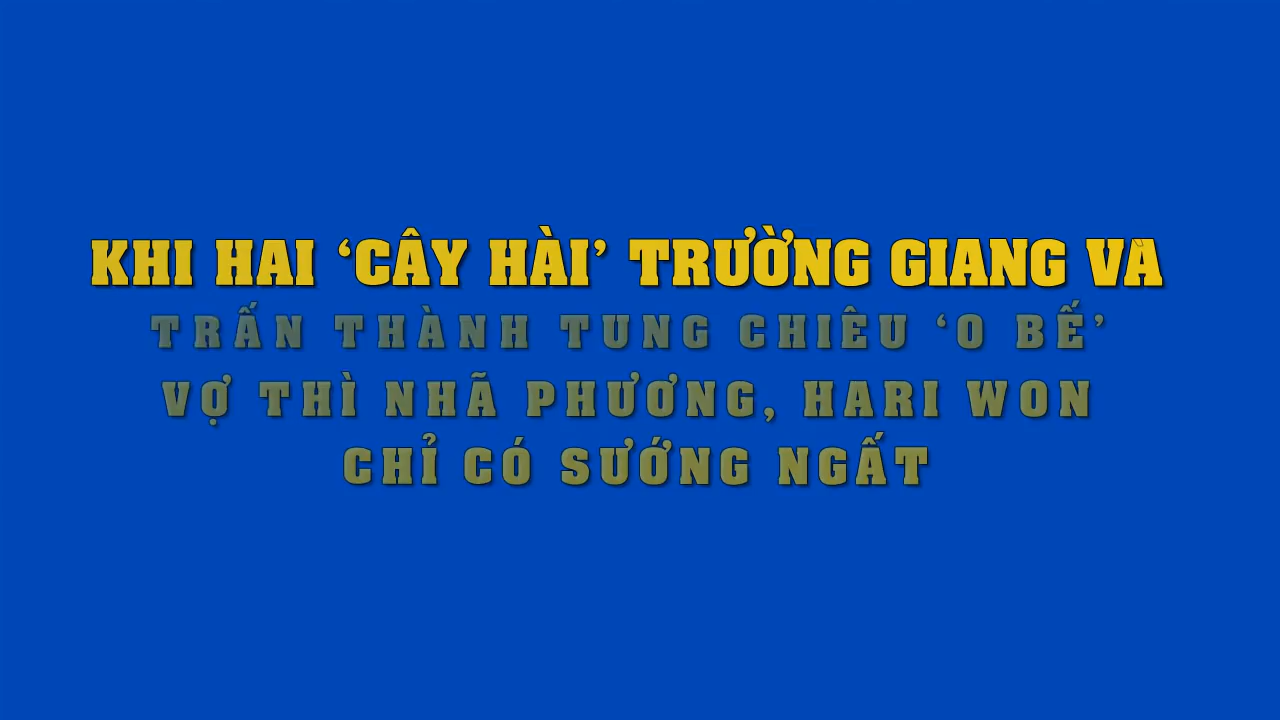 KHI HAI ‘CÂY HÀI’ TRƯỜNG GIANG VÀ
TRẤN THÀNH TUNG CHIÊU ‘O BẾ’
VỢ THÌ NHÃ PHƯƠNG, HARI WON
CHỈ CÓ SƯỚNG NGẤT